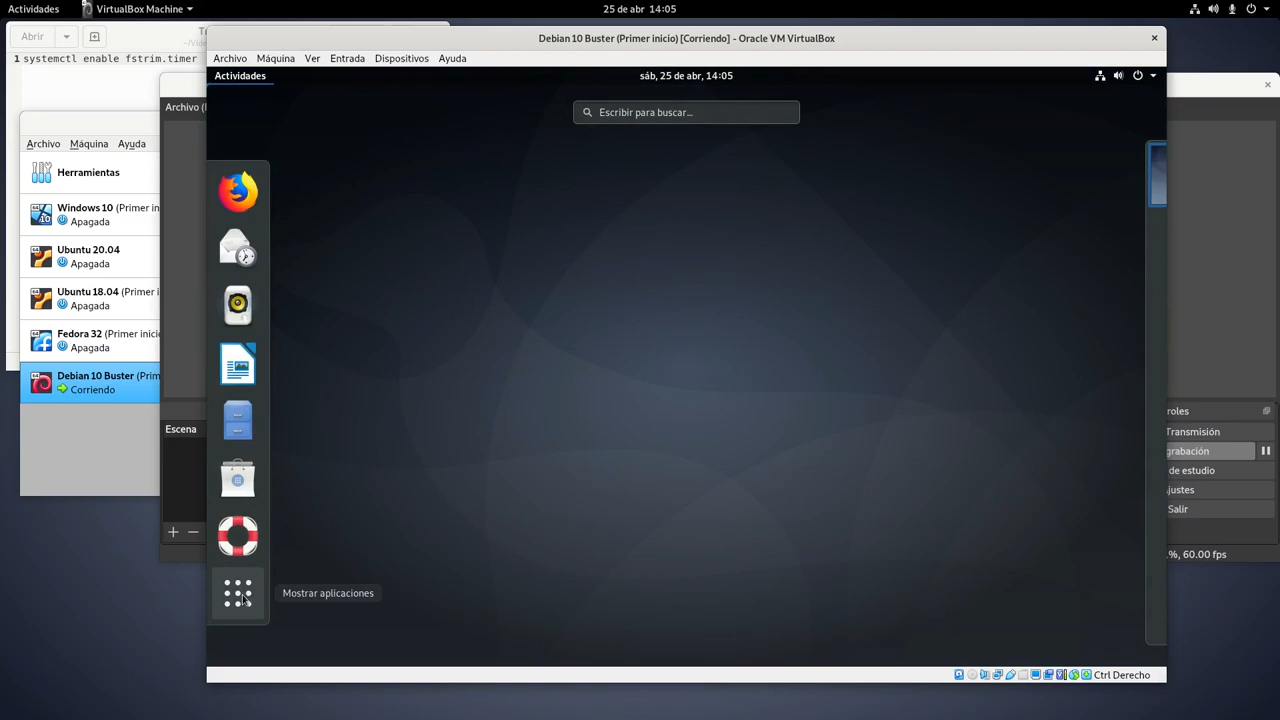 Actividades
VirtualBox Machine
25 de abr 14:05
Abrir
1 systemctl enable fstrim.timer
Archivo
Máquina
Ayuda
Herramientas
Windows 10 (Primer in
Apagada
Ubuntu 20.04
Apagada
Ubuntu 18.04 (Primer i
Apagada
Fedora 32 (Primer inicio
Apagada
Debian 10 Buster (Prim
Corriendo
Archivo (
Escena
Debian 10 Buster (Primer inicio) [Corriendo] - Oracle VM VirtualBox
Archivo
Máquina
Ver
Entrada
Dispositivos
Ayuda
Actividades
sáb, 25 de abr, 14:05
Escribir para buscar...
Mostrar aplicaciones
Ctrl Derecho
roles
Transmisión
grabación
de estudio
Ajustes
Salir
%, 60.00 fps